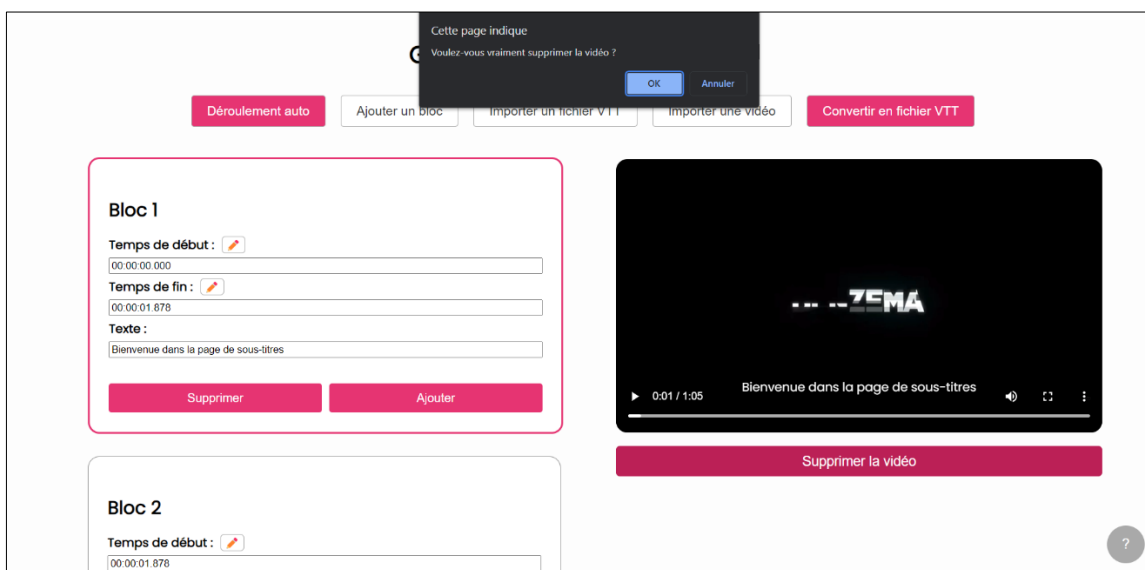 Cette page indique
Voulez-vous vraiment supprimer la vidéo ?
OK Annuler
G
Déroulement auto Ajouter un bloc Importer un fichier VTT Importer une vidéo Convertir en fichier VTT
Bloc 1
Temps de début :
00:00:00.000
Temps de fin :
00:00:01.878
Texte :
Bienvenue dans la page de sous-titres
Supprimer Ajouter
ZEMA
Bienvenue dans la page de sous-titres
0:01 / 1:05
Supprimer la vidéo
Bloc 2
Temps de début :
00:00:01.878
?